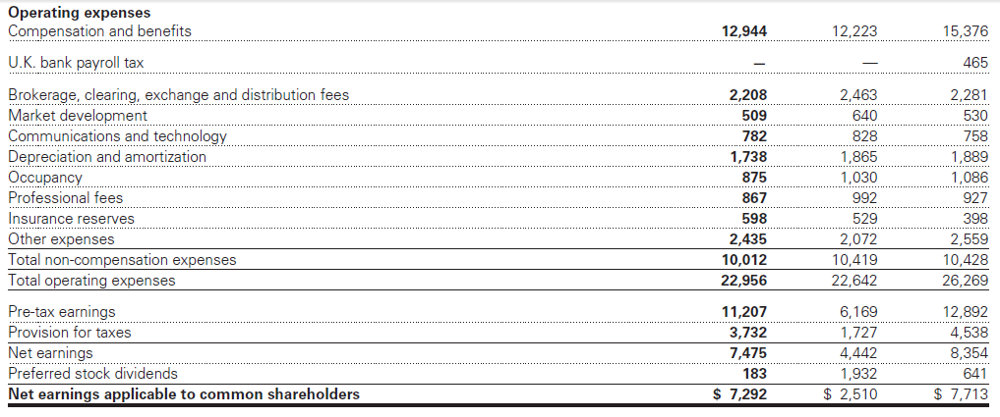 Operating expenses
Compensation and benefits 12,944 12,223 15,376
U.K. bank payroll tax – — 465
Brokerage, clearing, exchange and distribution fees 2,208 2,463 2,281
Market development 509 640 530
Communications and technology 782 828 758
Depreciation and amortization 1,738 1,865 1,889
Occupancy 875 1,030 1,086
Professional fees 867 992 927
Insurance reserves 598 529 398
Other expenses 2,435 2,072 2,559
Total non-compensation expenses 10,012 10,419 10,428
Total operating expenses 22,956 22,642 26,269
Pre-tax earnings 11,207 6,169 12,892
Provision for taxes 3,732 1,727 4,538
Net earnings 7,475 4,442 8,354
Preferred stock dividends 183 1,932 641
Net earnings applicable to common shareholders $ 7,292 $ 2,510 $ 7,713